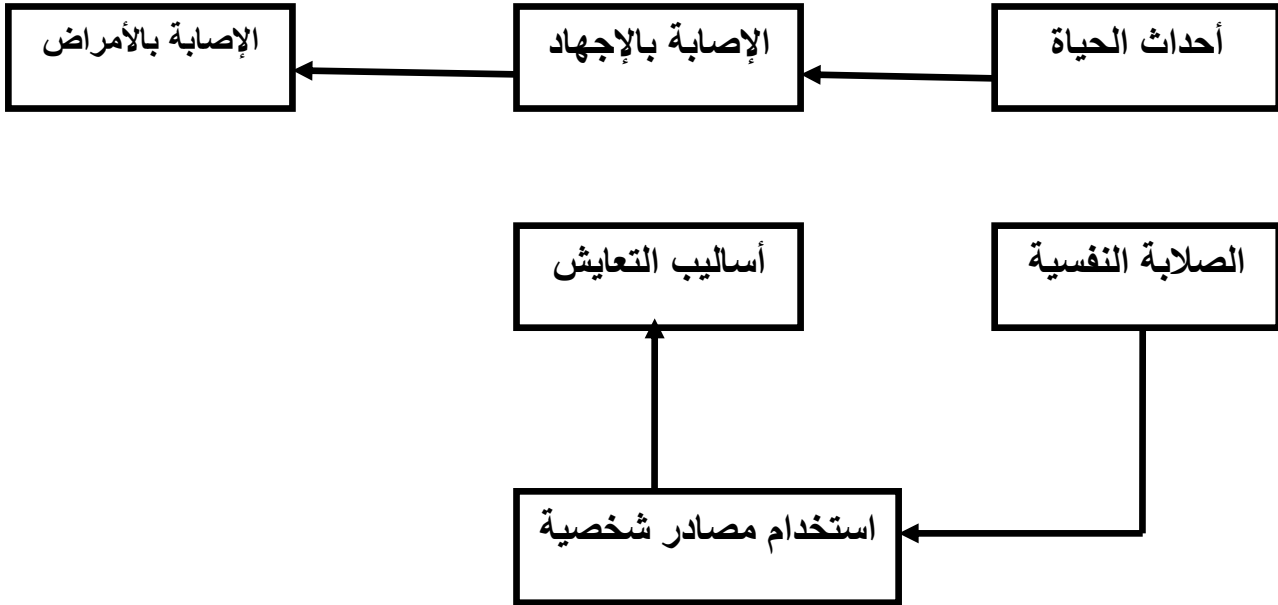 أحداث الحياة
الإصابة بالإجهاد
الإصابة بالأمراض
الصلابة النفسية
أساليب التعايش
استخدام مصادر شخصية